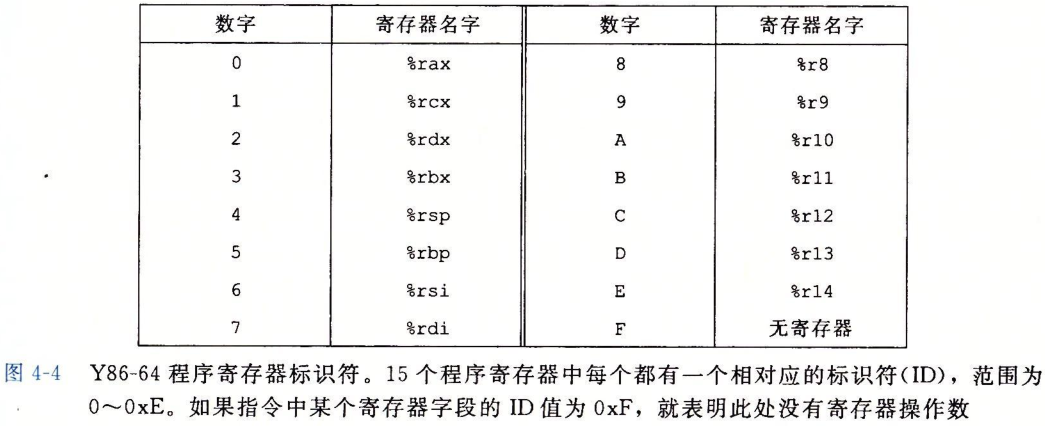 数字 寄存器名字 数字 寄存器名字
0 %rax 8 %r8
1 %rcx 9 %r9
2 %rdx A %r10
3 %rbx B %r11
4 %rsp C %r12
5 %rbp D %r13
6 %rsi E %r14
7 %rdi F 无寄存器
图 4-4 Y86-64 程序寄存器标识符。15 个程序寄存器中每个都有一个相对应的标识符(ID)，范围为
0～0xE。如果指令中某个寄存器字段的 ID 值为 0xF，就表明此处没有寄存器操作数